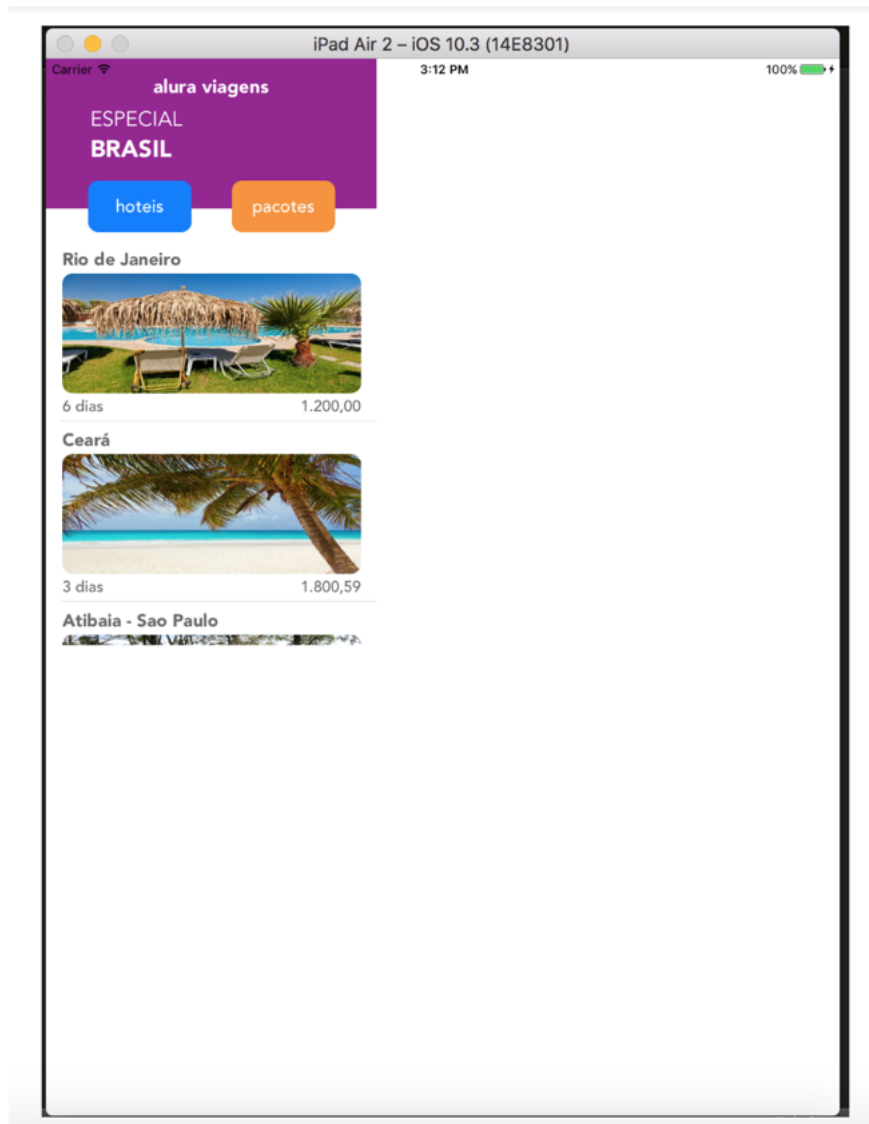 iPad Air 2 – iOS 10.3 (14E8301)
Carrier 3:12 PM 100%
alura viagens
ESPECIAL
BRASIL
hoteis pacotes
Rio de Janeiro
6 dias 1.200,00
Ceará
3 dias 1.800,59
Atibaia - Sao Paulo